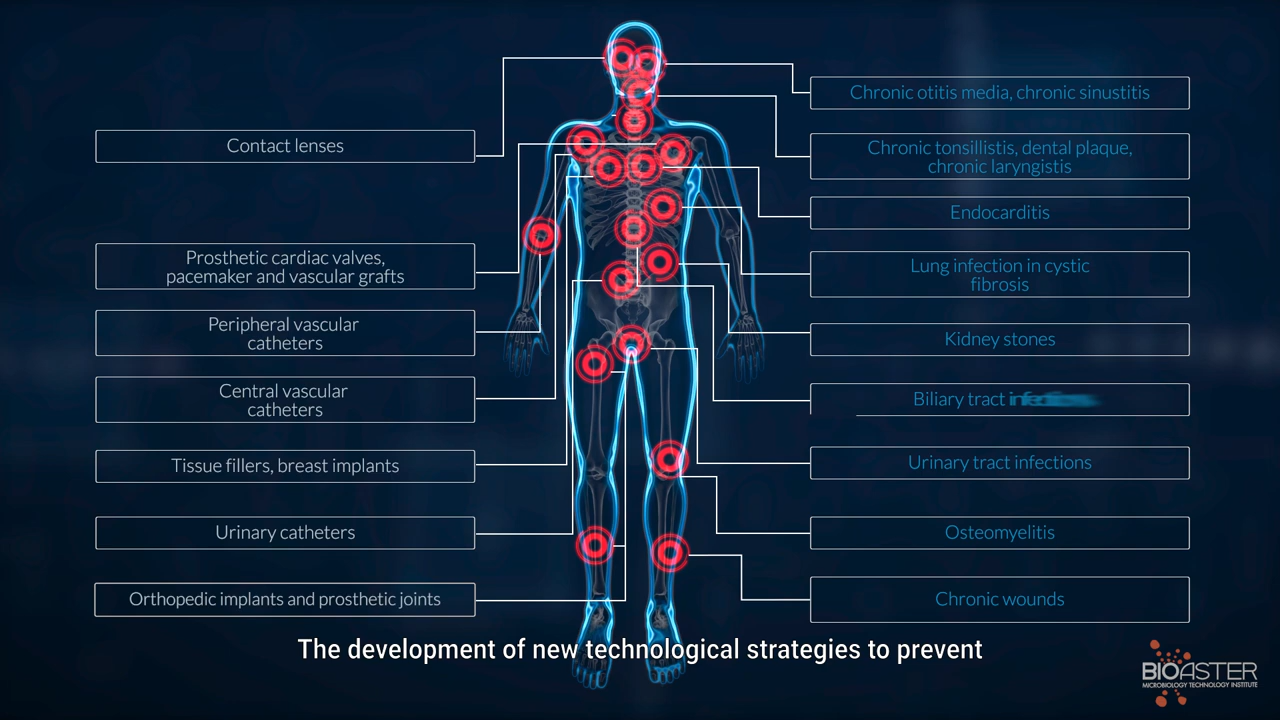 Contact lenses
Prosthetic cardiac valves,
pacemaker and vascular grafts
Peripheral vascular
catheters
Central vascular
catheters
Tissue fillers, breast implants
Urinary catheters
Orthopedic implants and prosthetic joints
Chronic otitis media, chronic sinustitis
Chronic tonsillistis, dental plaque,
chronic laryngistis
Endocarditis
Lung infection in cystic
fibrosis
Kidney stones
Biliary tract
Urinary tract infections
Osteomyelitis
Chronic wounds
The development of new technological strategies to prevent
BIOASTER
MICROBIOLOGY TECHNOLOGY INSTITUTE